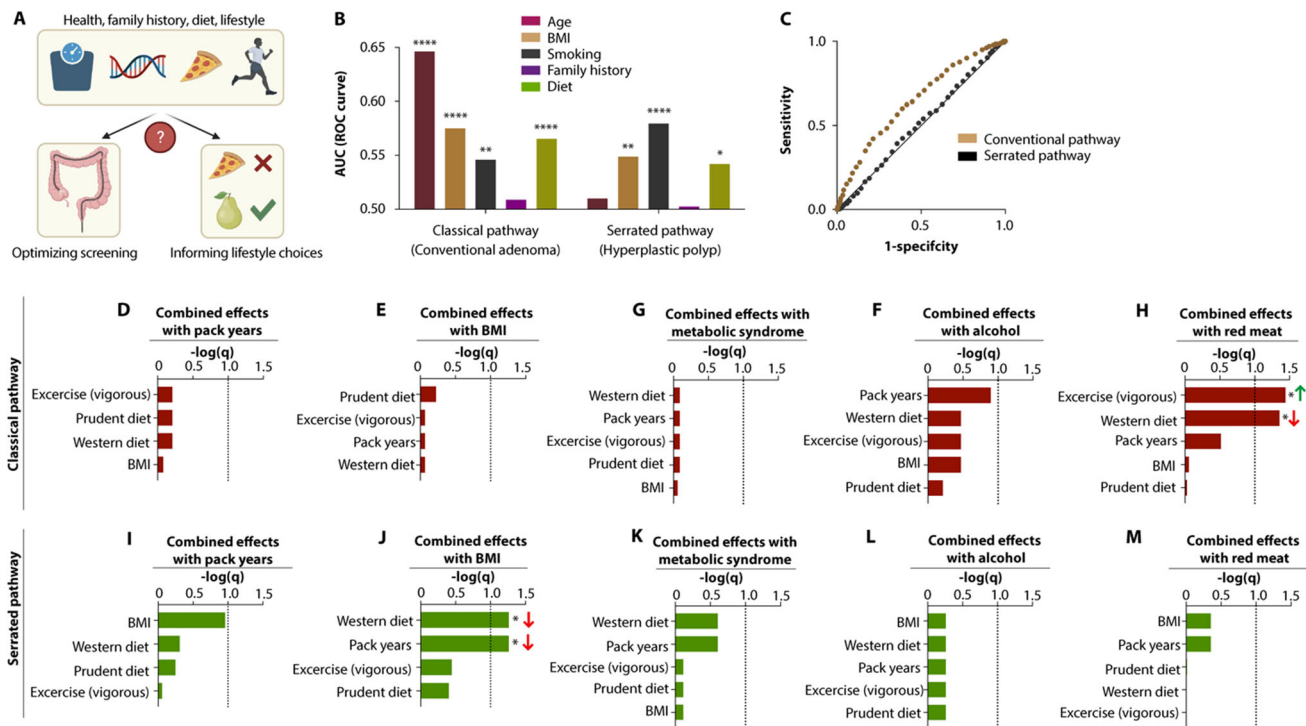 A
Health, family history, diet, lifestyle
?
Optimizing screening
Informing lifestyle choices
B
AUC (ROC curve)
0.65
0.60
0.55
0.50
****
****
**
****
**
****
*
Age
BMI
Smoking
Family history
Diet
Classical pathway
(Conventional adenoma)
Serrated pathway
(Hyperplastic polyp)
C
Sensitivity
1.0
0.5
0.0
0.0
0.5
1.0
1-specifcity
Conventional pathway
Serrated pathway
Classical pathway
D
Combined effects
with pack years
-log(q)
0 0.5 1.0 1.5
Excercise (vigorous)
Prudent diet
Western diet
BMI
E
Combined effects
with BMI
-log(q)
0 0.5 1.0 1.5
Prudent diet
Excercise (vigorous)
Pack years
Western diet
G
Combined effects with
metabolic syndrome
-log(q)
0 0.5 1.0 1.5
Western diet
Pack years
Excercise (vigorous)
Prudent diet
BMI
F
Combined effects
with alcohol
-log(q)
0 0.5 1.0 1.5
Pack years
Western diet
Excercise (vigorous)
BMI
Prudent diet
H
Combined effects
with red meat
-log(q)
0 0.5 1.0 1.5
Excercise (vigorous) *
Western diet *
Pack years
BMI
Prudent diet
Serrated pathway
I
Combined effects
with pack years
-log(q)
0 0.5 1.0 1.5
BMI
Western diet
Prudent diet
Excercise (vigorous)
J
Combined effects
with BMI
-log(q)
0 0.5 1.0 1.5
Western diet *
Pack years *
Excercise (vigorous)
Prudent diet
K
Combined effects with
metabolic syndrome
-log(q)
0 0.5 1.0 1.5
Western diet
Pack years
Excercise (vigorous)
Prudent diet
BMI
L
Combined effects
with alcohol
-log(q)
0 0.5 1.0 1.5
BMI
Western diet
Pack years
Excercise (vigorous)
Prudent diet
M
Combined effects
with red meat
-log(q)
0 0.5 1.0 1.5
BMI
Pack years
Prudent diet
Western diet
Excercise (vigorous)